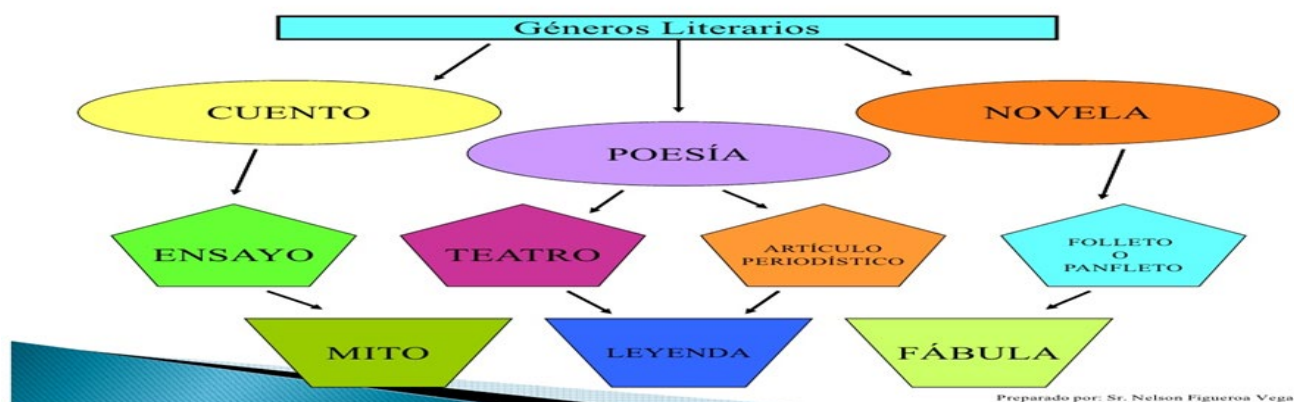 Géneros Literarios
CUENTO
NOVELA
POESÍA
ENSAYO
TEATRO
ARTÍCULO
PERIODÍSTICO
FOLLETO
O
PANFLETO
MITO
LEYENDA
FÁBULA
Preparado por: Sr. Nelson Figueroa Vega